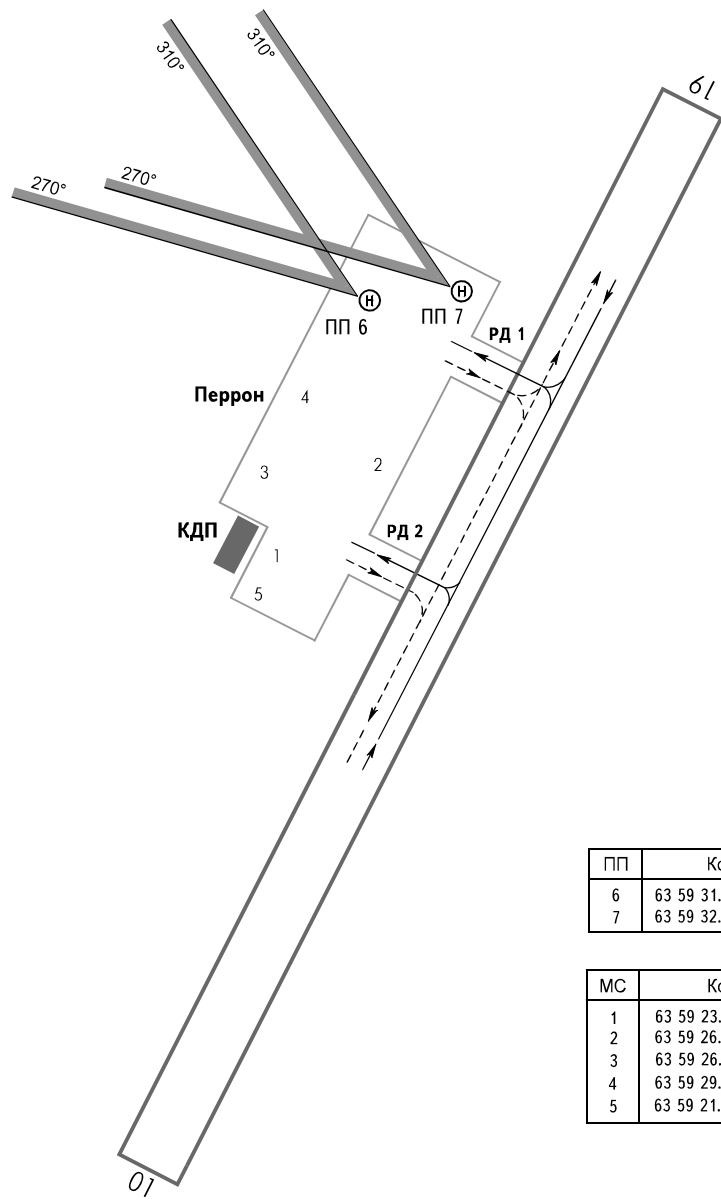 310°
310°
19
270°
270°
H
H
ПП 6
ПП 7
РД 1
Перрон
4
2
3
КДП
РД 2
1
5
ПП
6 63 59 31.
7 63 59 32.
МС
1 63 59 23.
2 63 59 26.
3 63 59 26.
4 63 59 29.
5 63 59 21.
01